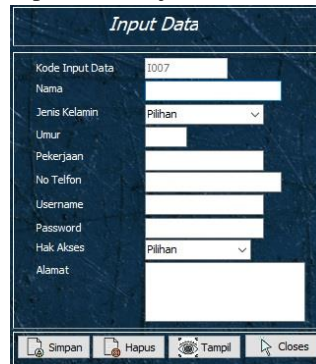 Input Data
Kode Input Data I007
Nama
Jenis Kelamin Pilihan
Umur
Pekerjaan
No Telfon
Username
Password
Hak Akses Pilihan
Alamat
Simpan Hapus Tampil Closes